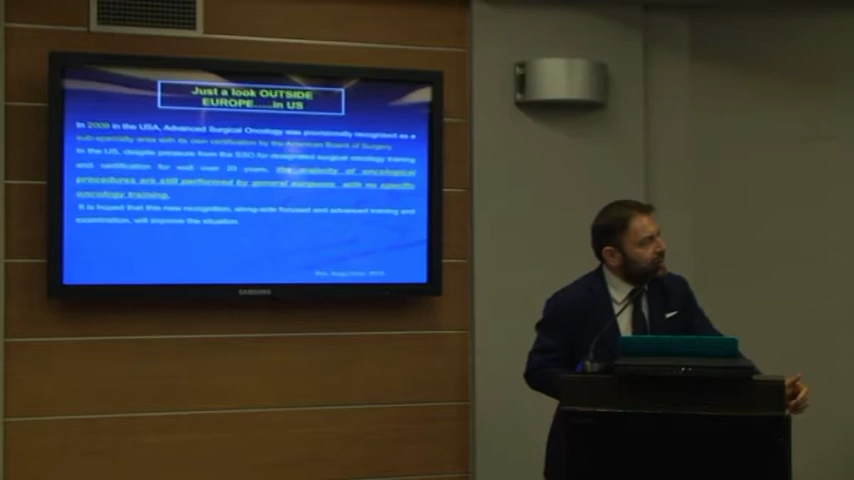 Just a look OUTSIDE
EUROPE.....in US
In 2009 in the USA, Advanced Surgical Oncology was provisionally recognised as a
sub-speciality area with its own certification by the American Board of Surgery.
In the US, despite pressure from the SSO for designated surgical oncology training
and certification for well over 20 years, the majority of oncological
procedures are still performed by general surgeons with no specific
oncology training.
It is hoped that this new recognition, along-side focused and advanced training and
examination, will improve the situation.
SAMSUNG